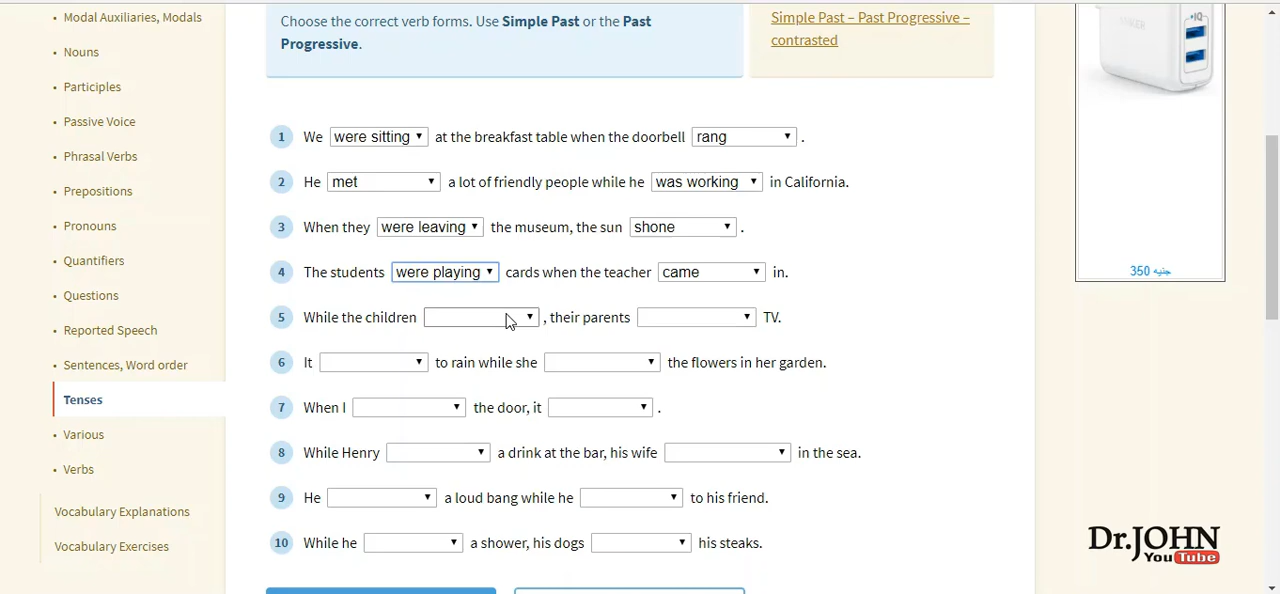 Modal Auxiliaries, Modals
Nouns
Participles
Passive Voice
Phrasal Verbs
Prepositions
Pronouns
Quantifiers
Questions
Reported Speech
Sentences, Word order
Tenses
Various
Verbs
Vocabulary Explanations
Vocabulary Exercises
Choose the correct verb forms. Use Simple Past or the Past
Progressive.
Simple Past – Past Progressive –
contrasted
1 We were sitting at the breakfast table when the doorbell rang .
2 He met a lot of friendly people while he was working in California.
3 When they were leaving the museum, the sun shone .
4 The students were playing cards when the teacher came in.
5 While the children , their parents TV.
6 It to rain while she the flowers in her garden.
7 When I the door, it .
8 While Henry a drink at the bar, his wife in the sea.
9 He a loud bang while he to his friend.
10 While he a shower, his dogs his steaks.
IQ
ANKER
350 جنيه
Dr.JOHN
YouTube